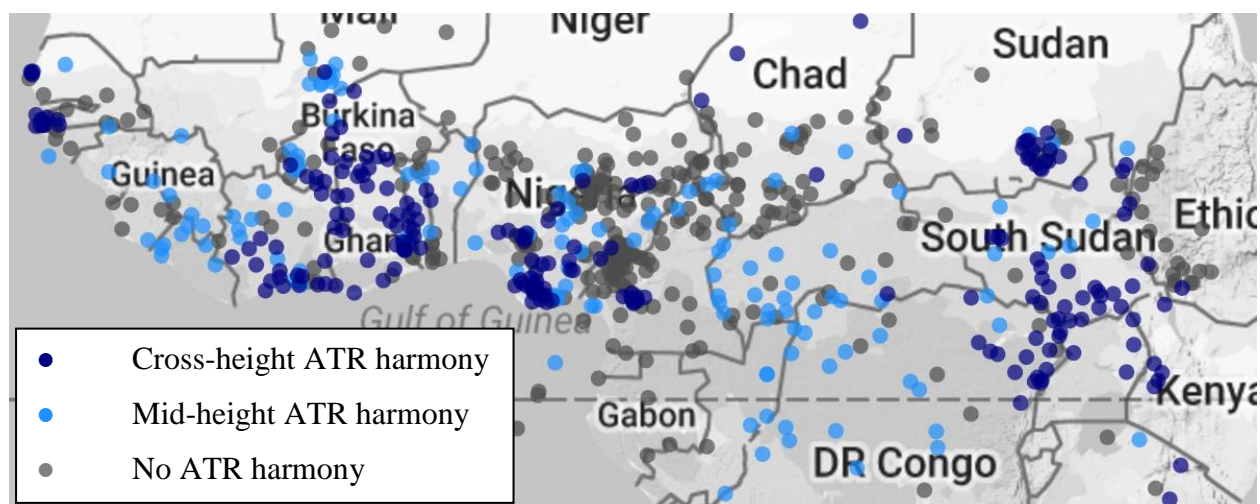 Mali
Niger
Chad
Sudan
Burkina
Faso
Guinea
Nigeria
Ghana
South Sudan
Gulf of Guinea
Gabon
Kenya
DR Congo
Cross-height ATR harmony
Mid-height ATR harmony
No ATR harmony